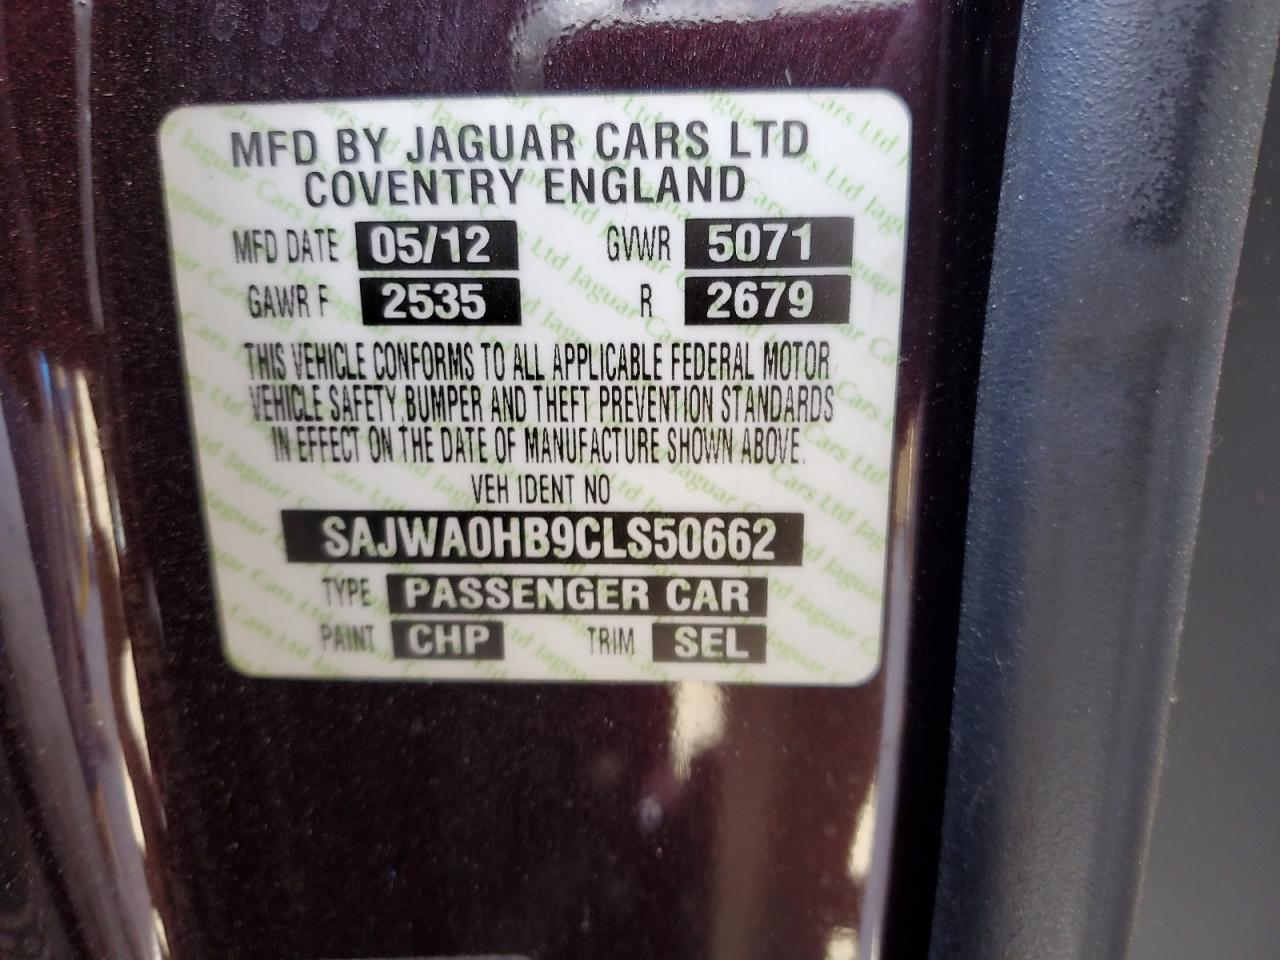 MFD BY JAGUAR CARS LTD
COVENTRY ENGLAND
MFD DATE 05/12 GVWR 5071
GAWR F 2535 R 2679
THIS VEHICLE CONFORMS TO ALL APPLICABLE FEDERAL MOTOR
VEHICLE SAFETY, BUMPER AND THEFT PREVENTION STANDARDS
IN EFFECT ON THE DATE OF MANUFACTURE SHOWN ABOVE.
VEH IDENT NO
SAJWA0HB9CLS50662
TYPE PASSENGER CAR
PAINT CHP TRIM SEL